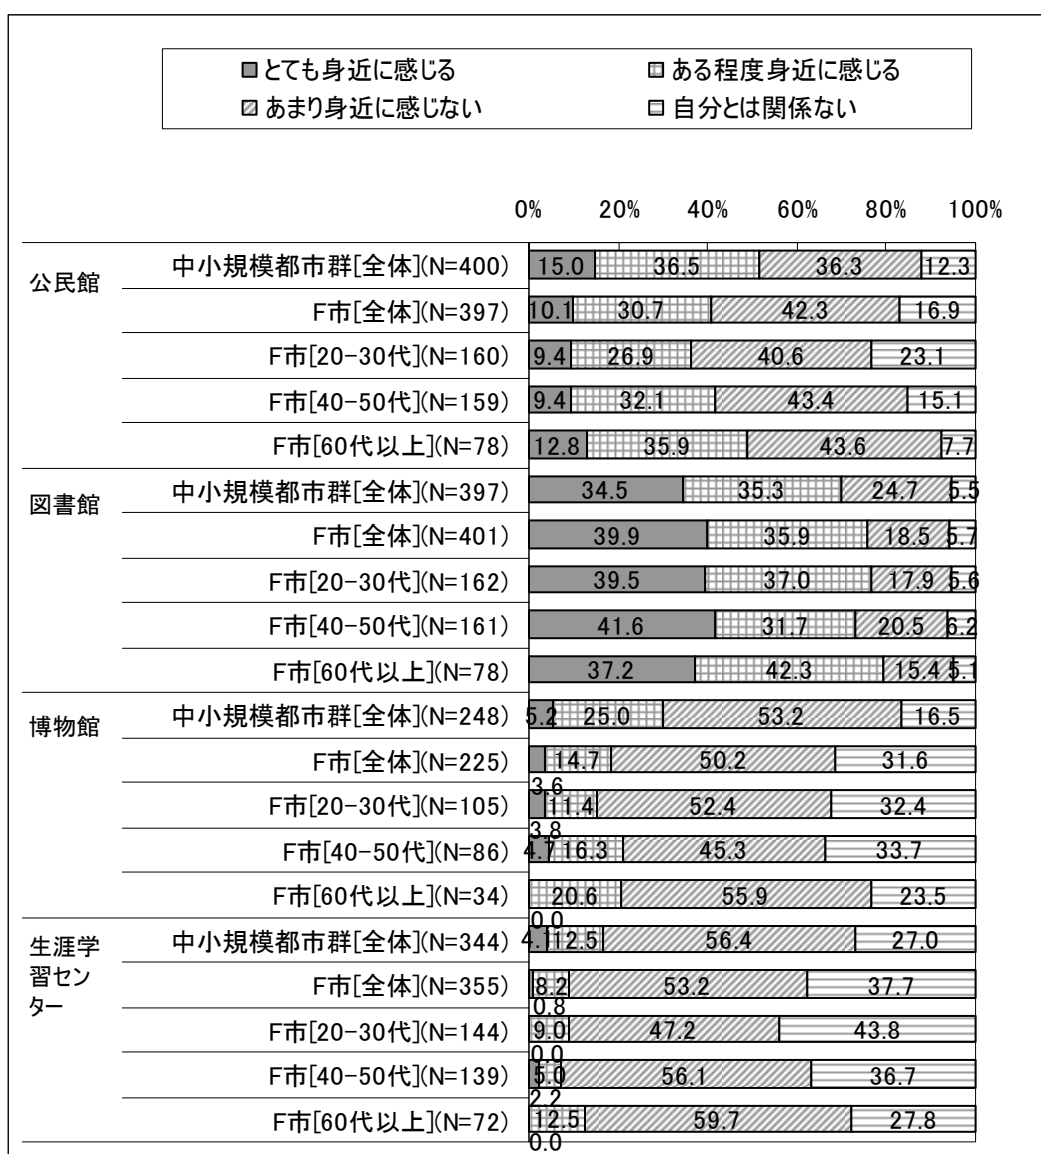 とても身近に感じる ある程度身近に感じる
あまり身近に感じない 自分とは関係ない
0% 20% 40% 60% 80% 100%
公民館
中小規模都市群[全体](N=400) 15.0 36.5 36.3 12.3
F市[全体](N=397) 10.1 30.7 42.3 16.9
F市[20-30代](N=160) 9.4 26.9 40.6 23.1
F市[40-50代](N=159) 9.4 32.1 43.4 15.1
F市[60代以上](N=78) 12.8 35.9 43.6 7.7
図書館
中小規模都市群[全体](N=397) 34.5 35.3 24.7 5.5
F市[全体](N=401) 39.9 35.9 18.5 5.7
F市[20-30代](N=162) 39.5 37.0 17.9 5.6
F市[40-50代](N=161) 41.6 31.7 20.5 6.2
F市[60代以上](N=78) 37.2 42.3 15.4 5.1
博物館
中小規模都市群[全体](N=248) 5.2 25.0 53.2 16.5
F市[全体](N=225) 3.6 14.7 50.2 31.6
F市[20-30代](N=105) 3.8 11.4 52.4 32.4
F市[40-50代](N=86) 4.7 16.3 45.3 33.7
F市[60代以上](N=34) 0.0 20.6 55.9 23.5
生涯学
習セン
ター
中小規模都市群[全体](N=344) 4.1 12.5 56.4 27.0
F市[全体](N=355) 0.8 8.2 53.2 37.7
F市[20-30代](N=144) 0.0 9.0 47.2 43.8
F市[40-50代](N=139) 2.2 5.0 56.1 36.7
F市[60代以上](N=72) 0.0 12.5 59.7 27.8